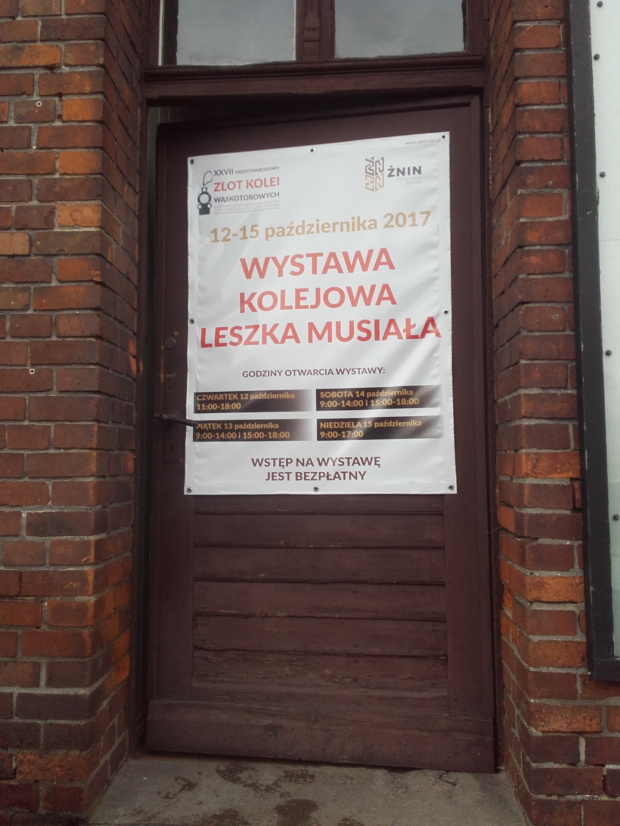 XXVII MIĘDZYNARODOWY
ZLOT KOLEI
WĄSKOTOROWYCH
ŻNIN
12-15 października 2017
WYSTAWA
KOLEJOWA
LESZKA MUSIAŁA
GODZINY OTWARCIA WYSTAWY:
CZWARTEK 12 października
11:00-18:00
SOBOTA 14 października
9:00-14:00 i 15:00-18:00
PIĄTEK 13 października
9:00-14:00 i 15:00-18:00
NIEDZIELA 15 października
9:00-17:00
WSTĘP NA WYSTAWĘ
JEST BEZPŁATNY